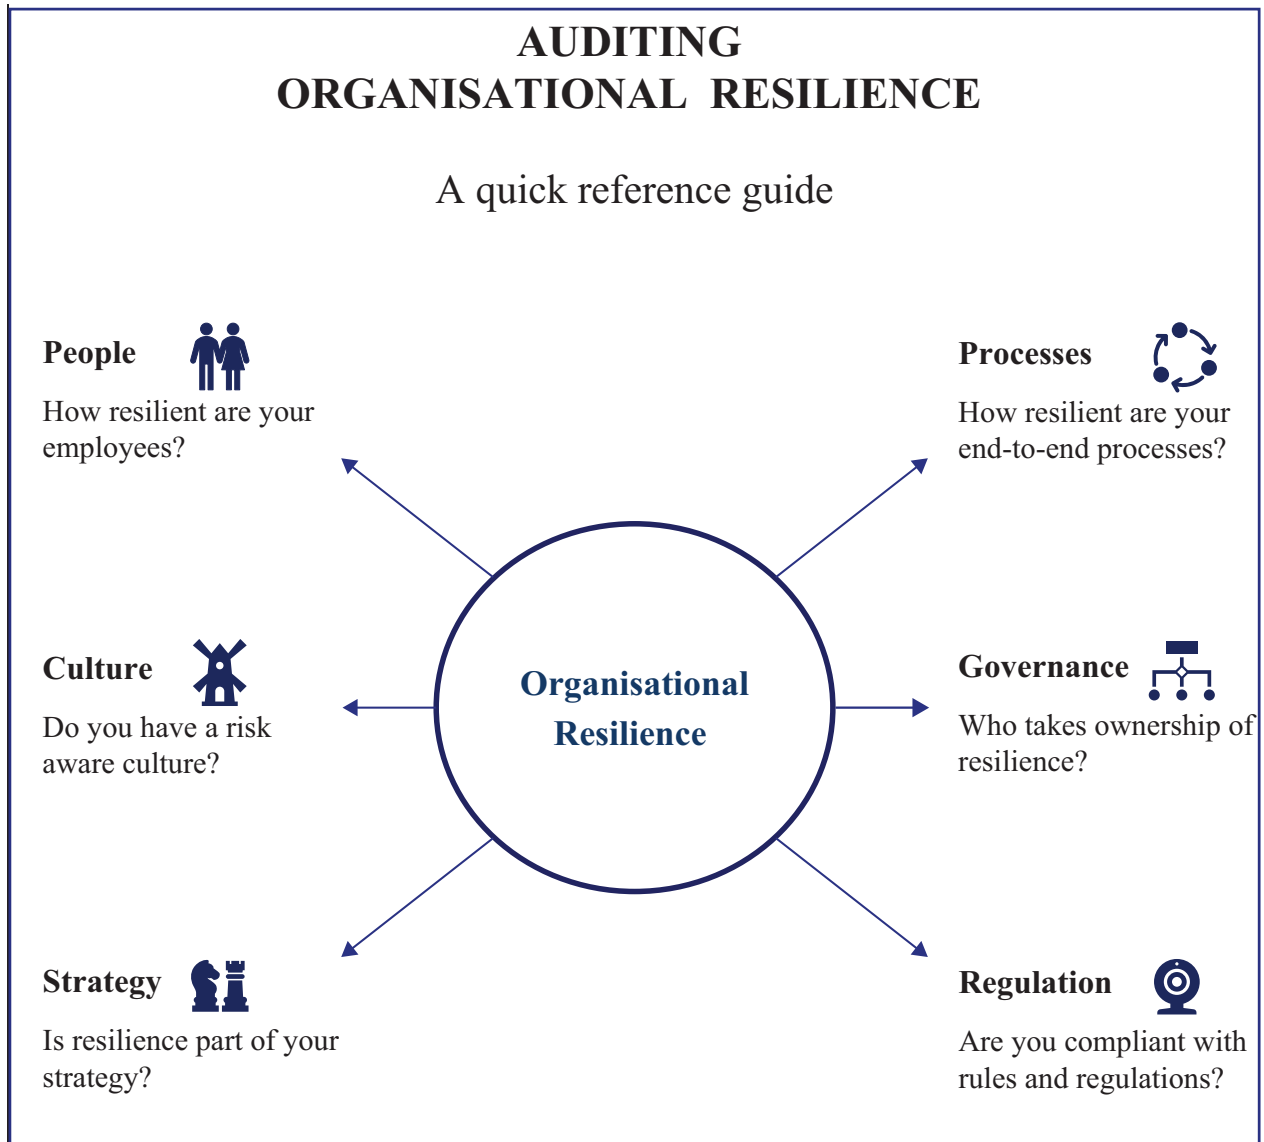 AUDITING
ORGANISATIONAL RESILIENCE
A quick reference guide
People
How resilient are your
employees?
Processes
How resilient are your
end-to-end processes?
Culture
Do you have a risk
aware culture?
Organisational
Resilience
Governance
Who takes ownership of
resilience?
Strategy
Is resilience part of your
strategy?
Regulation
Are you compliant with
rules and regulations?